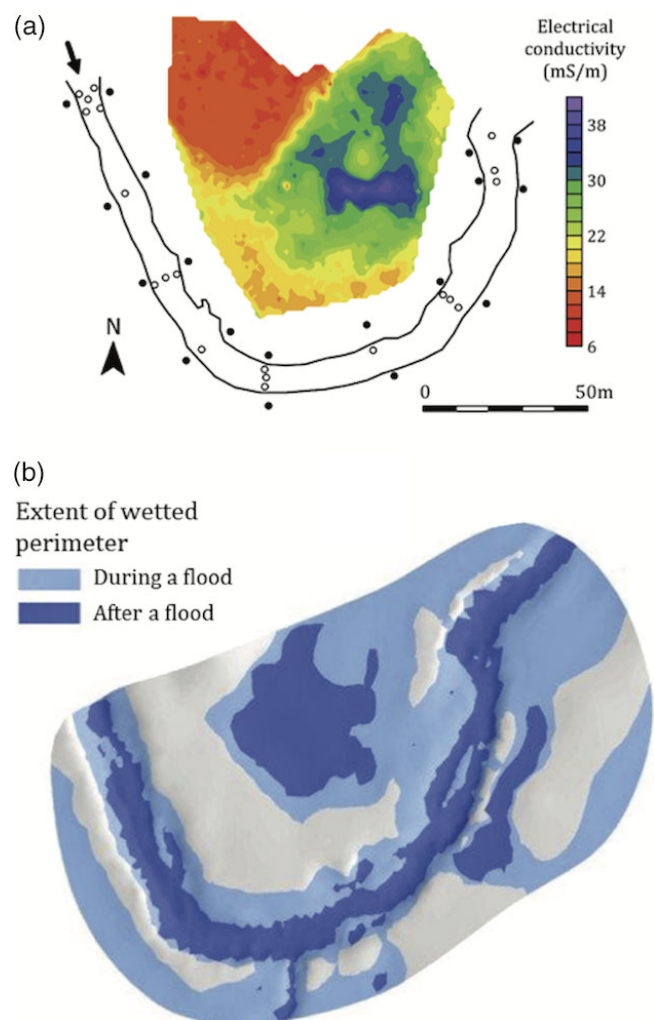 (a)
Electrical
conductivity
(mS/m)
38
30
22
14
6
N
0 50m
(b)
Extent of wetted
perimeter
During a flood
After a flood